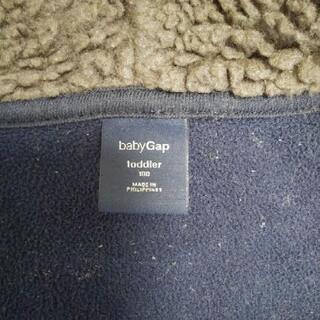 babyGap
toddler
100
MADE IN
PHILIPPINES